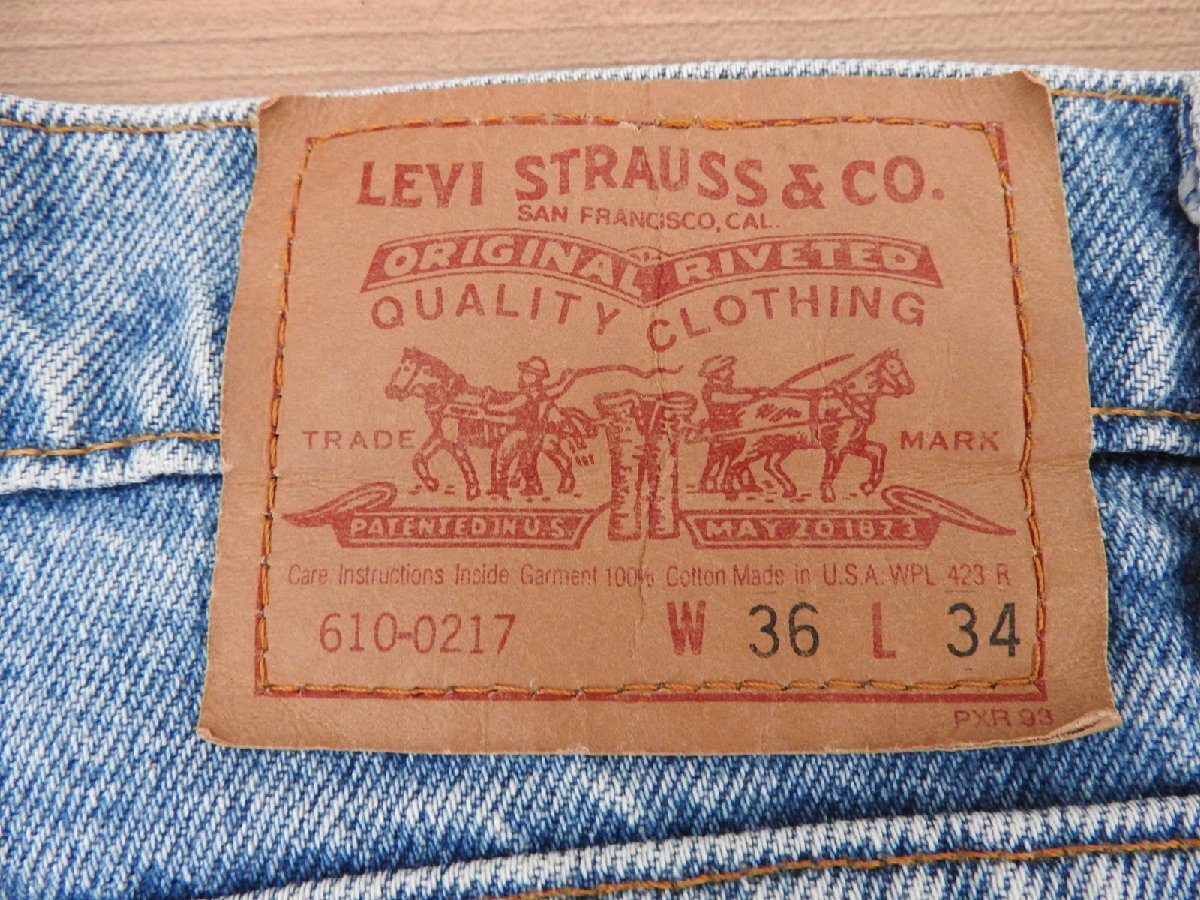 LEVI STRAUSS & CO.
SAN FRANCISCO, CAL.
ORIGINAL RIVETED
QUALITY CLOTHING
TRADE MARK
PATENTED IN U.S. MAY 20 1873
Care Instructions Inside Garment 100% Cotton Made in U.S.A. WPL 423 R
610-0217 W 36 L 34
PXR 93